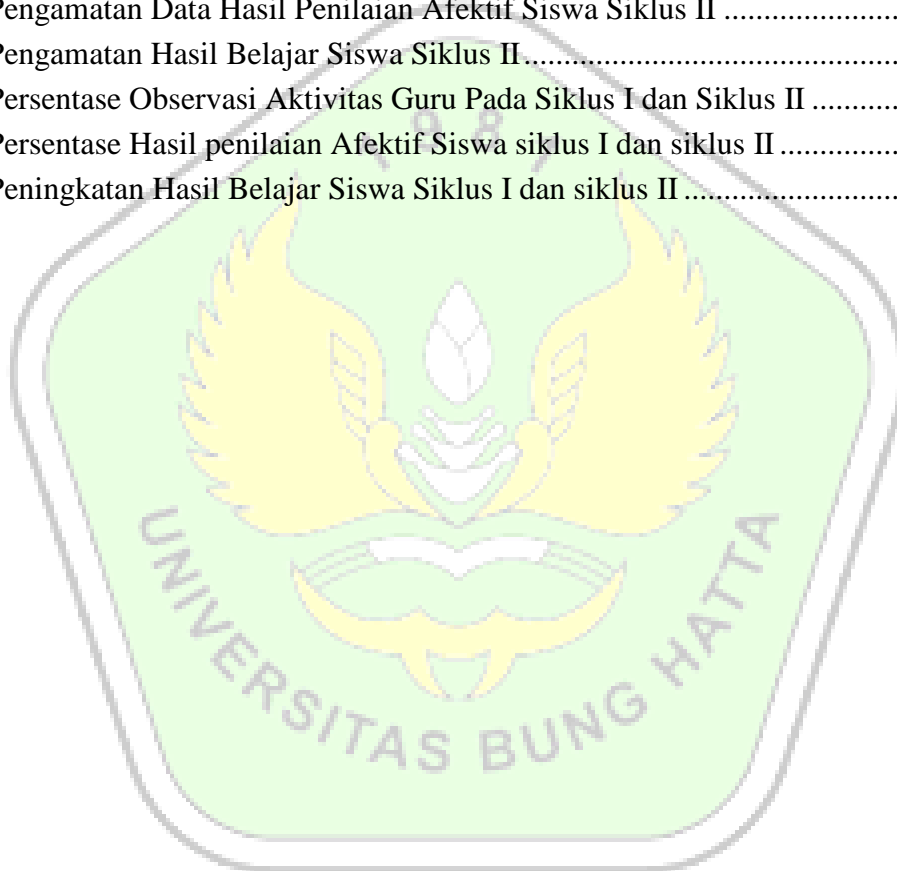 Pengamatan Data Hasil Penilaian Afektif Siswa Siklus II ......................
Pengamatan Hasil Belajar Siswa Siklus II ...............................................
Persentase Observasi Aktivitas Guru Pada Siklus I dan Siklus II ...........
Persentase Hasil penilaian Afektif Siswa siklus I dan siklus II ...............
Peningkatan Hasil Belajar Siswa Siklus I dan siklus II ...........................
1981
UNIVERSITAS BUNG HATTA